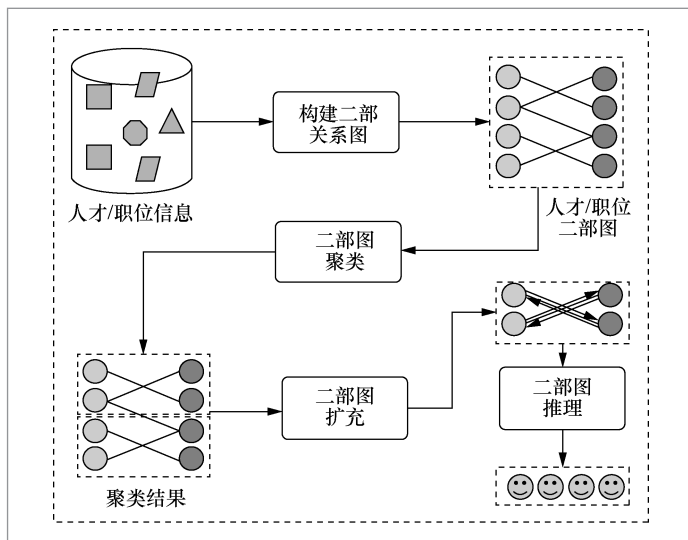 人才/职位信息
构建二部
关系图
人才/职位
二部图
二部图
聚类
聚类结果
二部图
扩充
二部图
推理